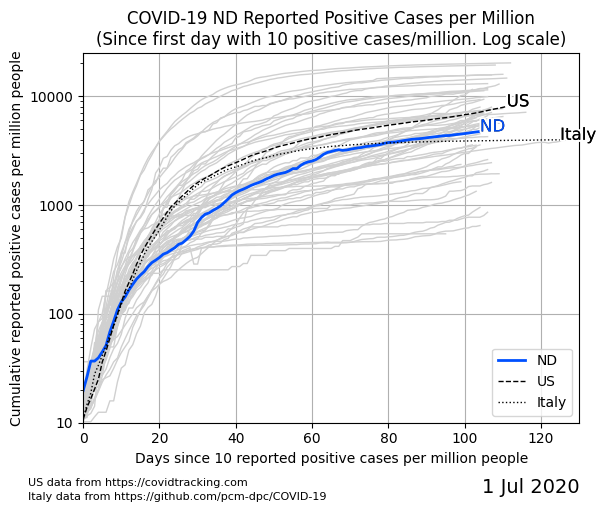 COVID-19 ND Reported Positive Cases per Million
(Since first day with 10 positive cases/million. Log scale)
Cumulative reported positive cases per million people
10000
1000
100
10
US
ND
Italy
ND
US
Italy
0 20 40 60 80 100 120
Days since 10 reported positive cases per million people
US data from https://covidtracking.com
Italy data from https://github.com/pcm-dpc/COVID-19
1 Jul 2020